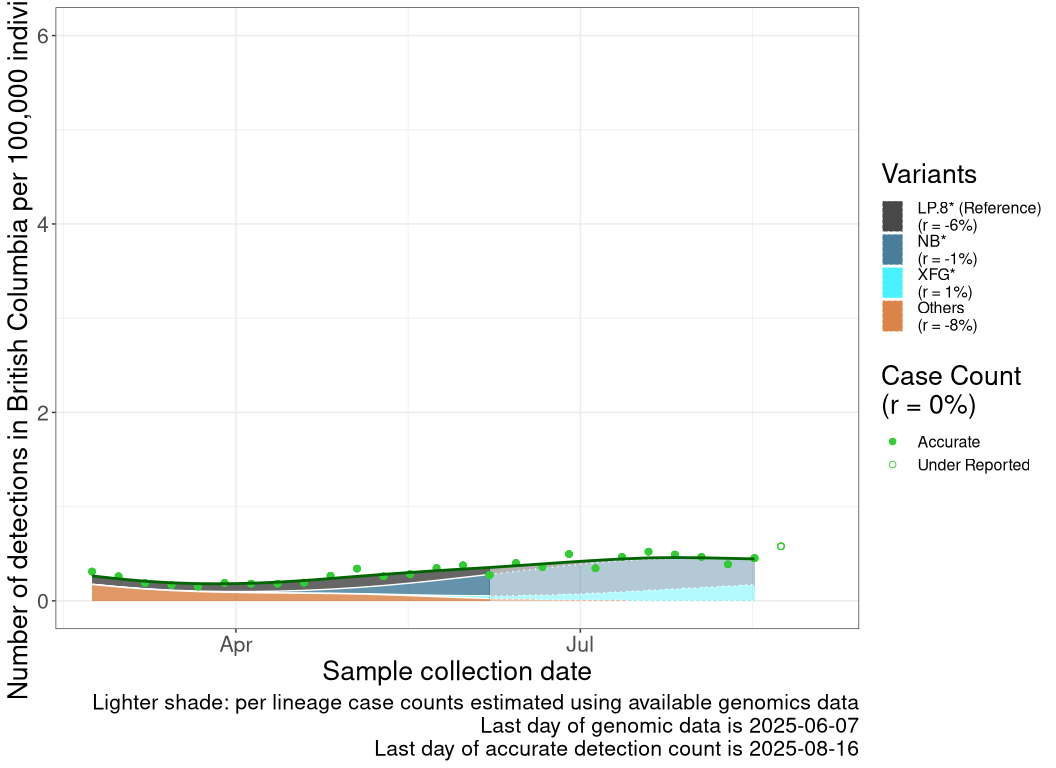 Number of detections in British Columbia per 100,000
6
4
2
0
Apr
Jul
Sample collection date
Lighter shade: per lineage case counts estimated using available genomics data
Last day of genomic data is 2025-06-07
Last day of accurate detection count is 2025-08-16
Variants
LP.8* (Reference)
(r = -6%)
NB*
(r = -1%)
XFG*
(r = 1%)
Others
(r = -8%)
Case Count
(r = 0%)
Accurate
Under Reported